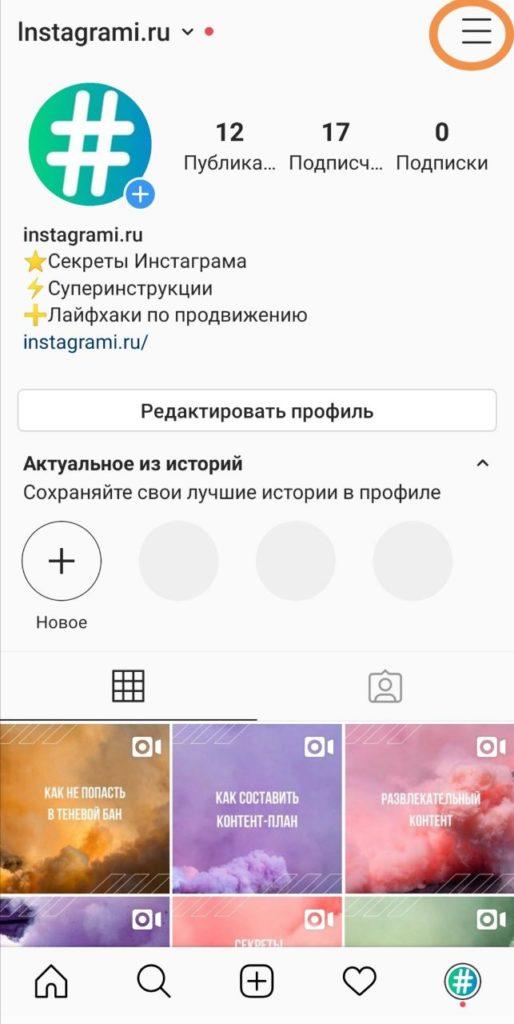 Instagrami.ru
12 17 0
Публика... Подписч... Подписки
instagrami.ru
⭐Секреты Инстаграма
⚡Суперинструкции
➕Лайфхаки по продвижению
instagrami.ru/
Редактировать профиль
Актуальное из историй
Сохраняйте свои лучшие истории в профиле
Новое
КАК НЕ ПОПАСТЬ
В ТЕНЕВОЙ БАН
КАК СОСТАВИТЬ
КОНТЕНТ-ПЛАН
РАЗВЛЕКАТЕЛЬНЫЙ
КОНТЕНТ
СЕКРЕТЫ